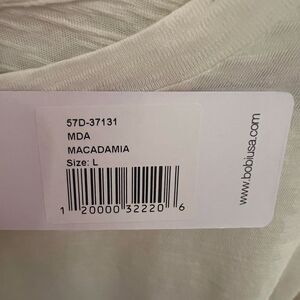 57D-37131
MDA
MACADAMIA
Size: L
1 20000 32220 6
www.bobiusa.com